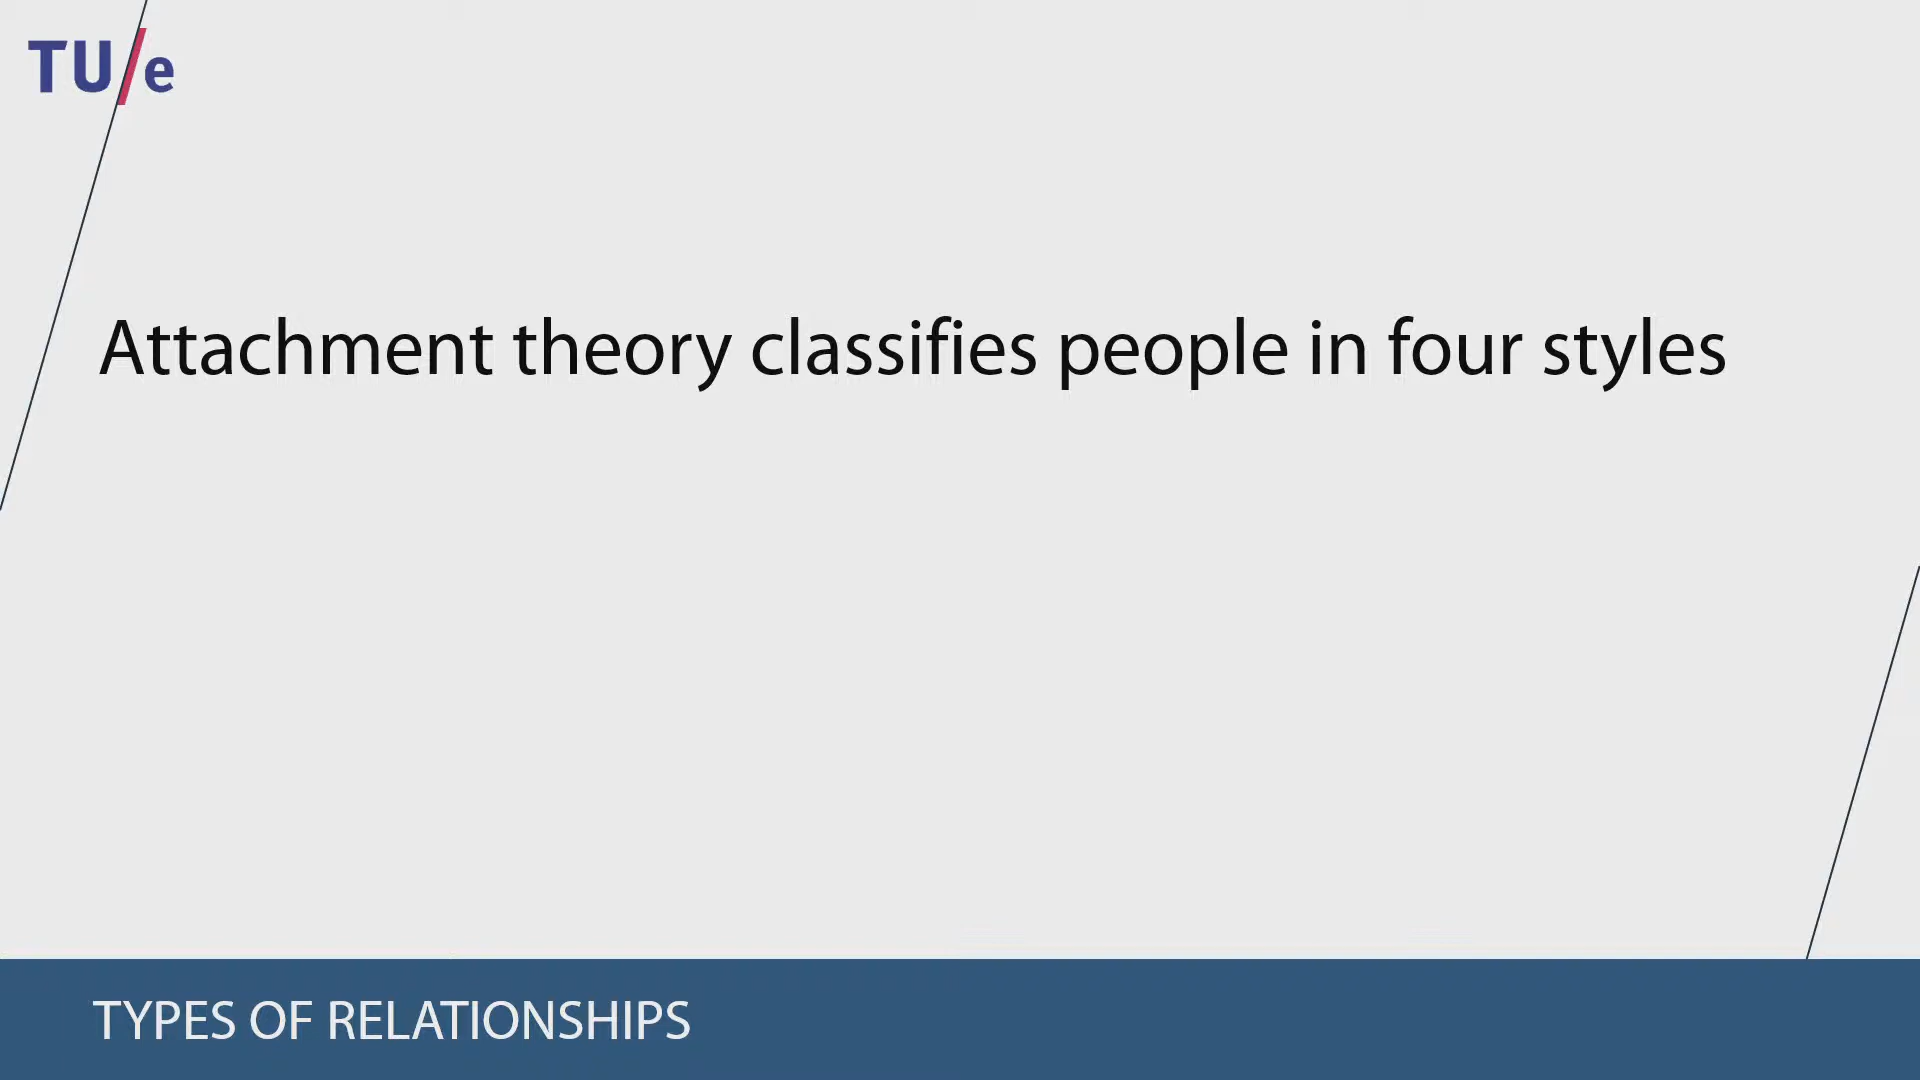 TU/e
Attachment theory classifies people in four styles
TYPES OF RELATIONSHIPS